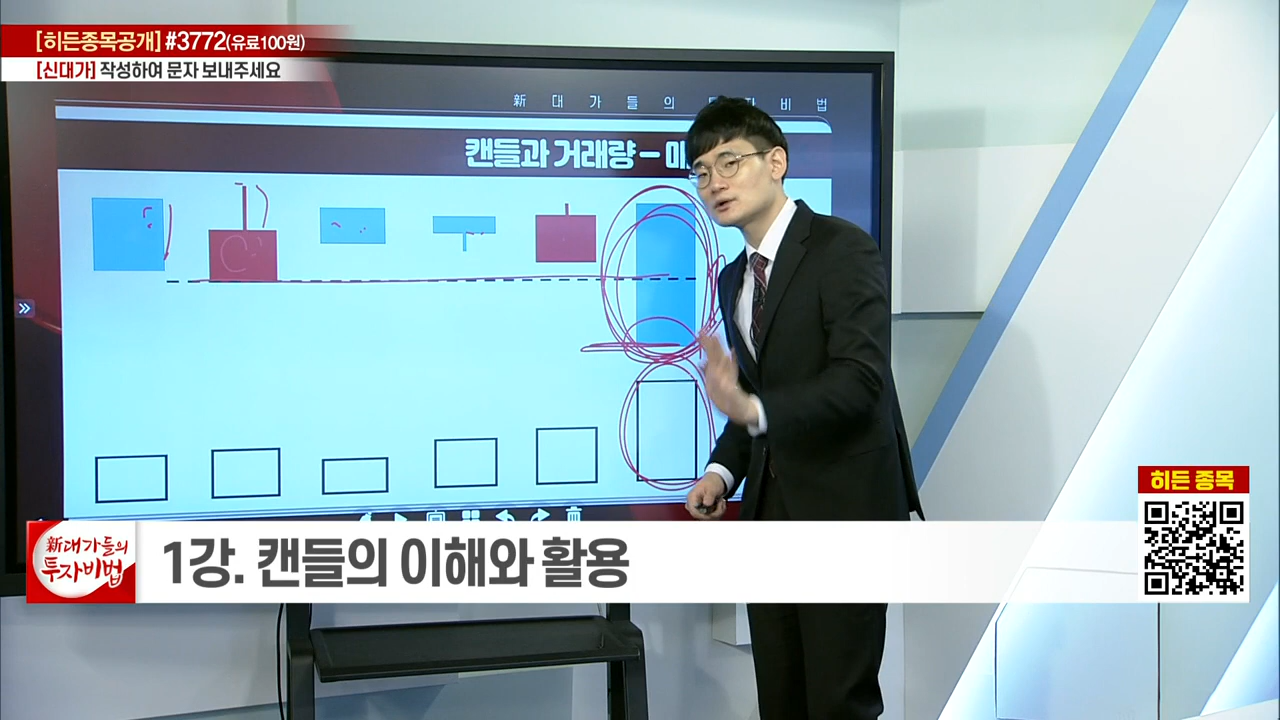 [히든종목공개] #3772(유료100원)
[신대가] 작성하여 문자 보내주세요
新 대 가 들 의 비 법
캔들과 거래량 –
히든 종목
新대가들의
투자비법
1강. 캔들의 이해와 활용